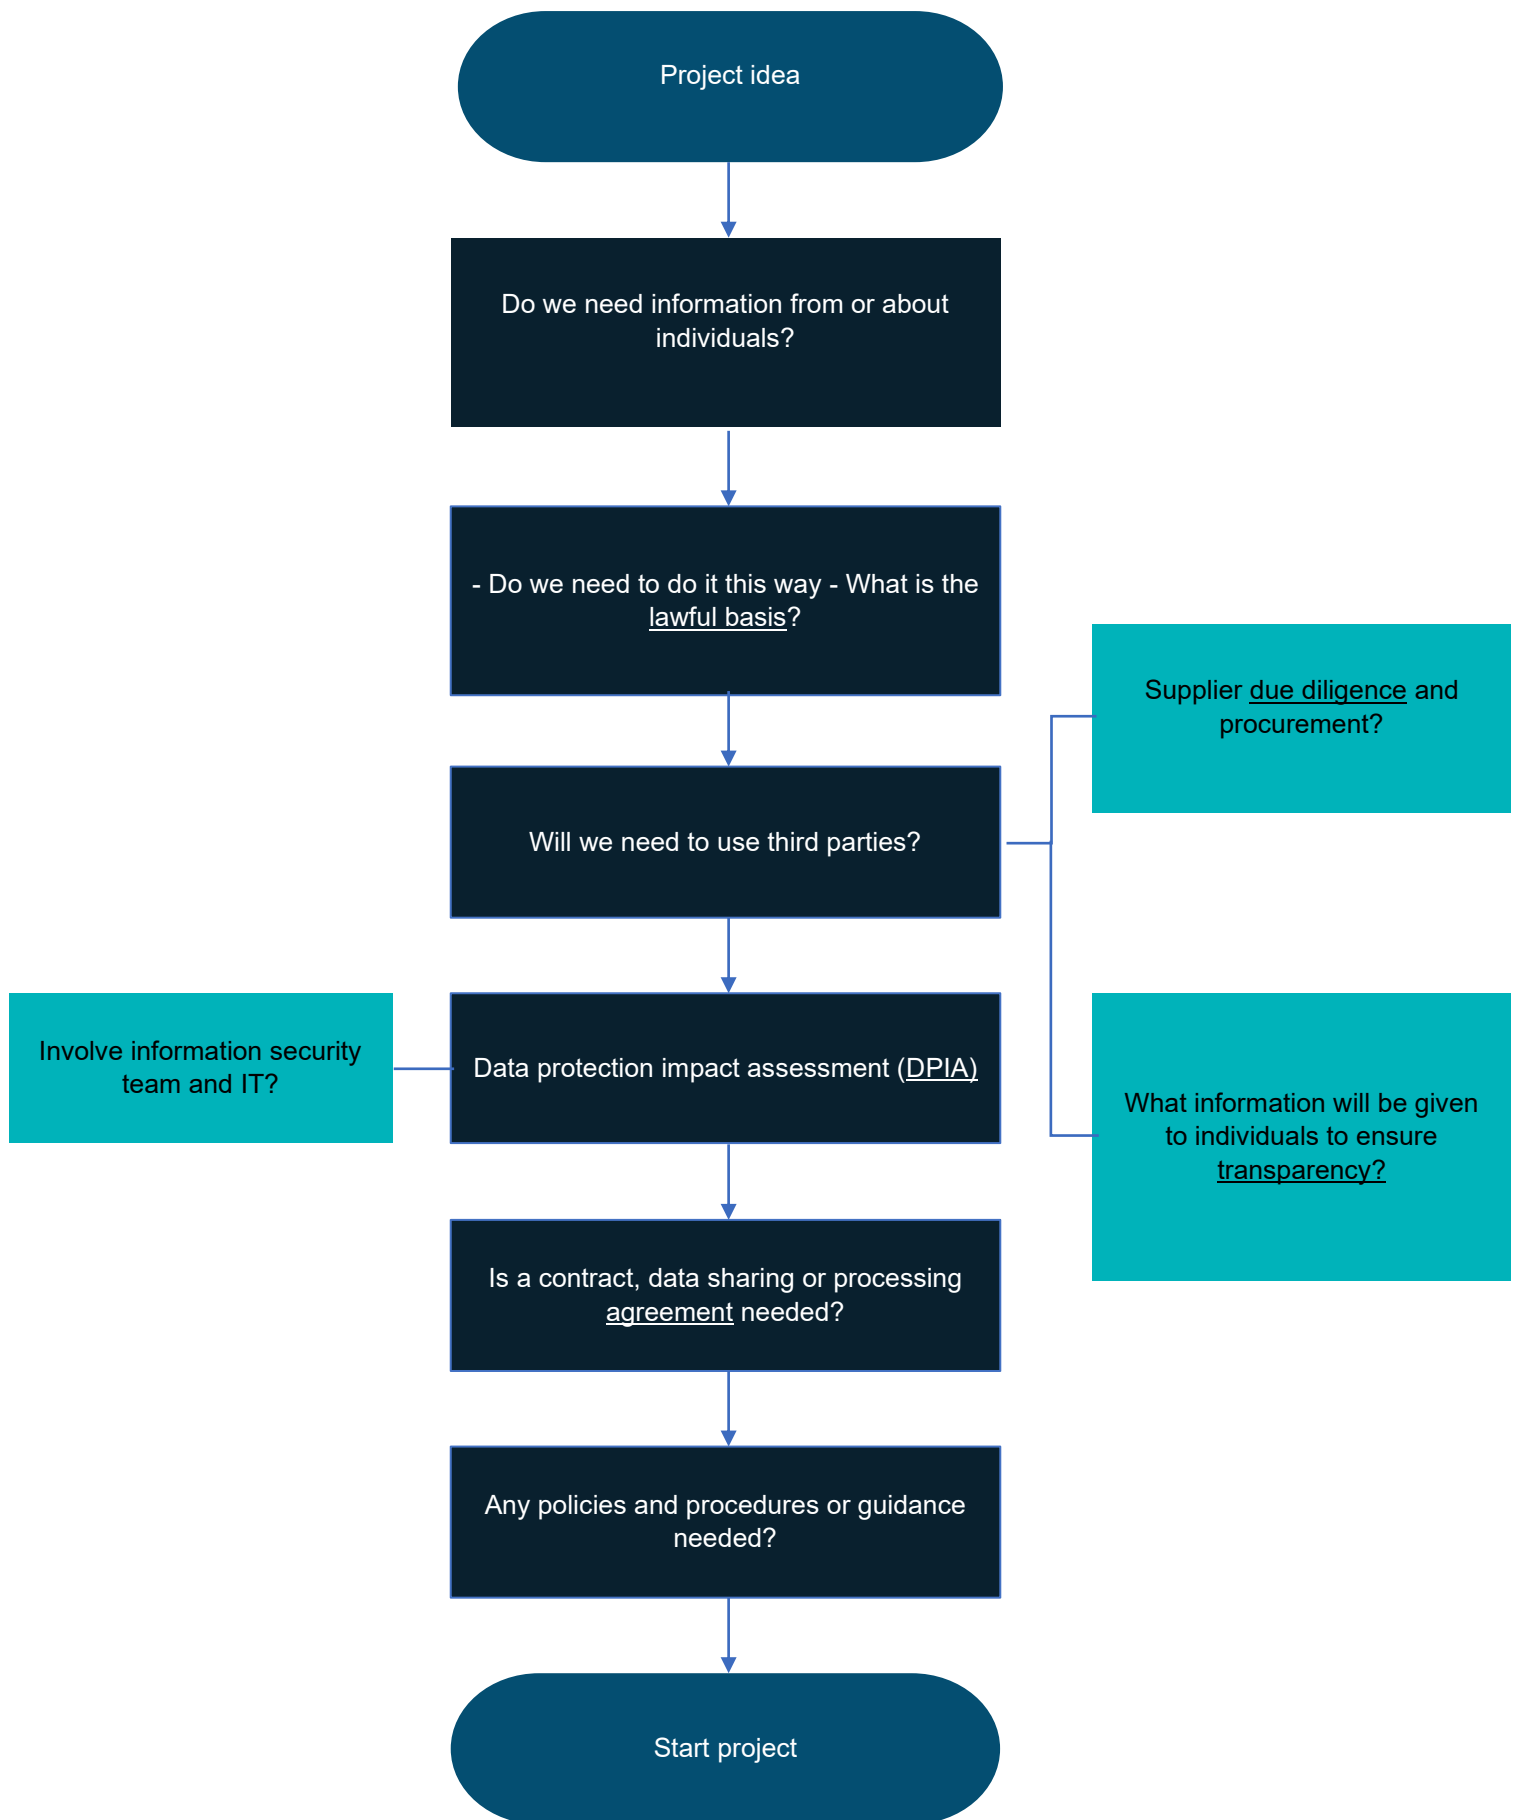 Project idea
Do we need information from or about
individuals?
- Do we need to do it this way - What is the
lawful basis?
Supplier due diligence and
procurement?
Will we need to use third parties?
Involve information security
team and IT?
Data protection impact assessment (DPIA)
What information will be given
to individuals to ensure
transparency?
Is a contract, data sharing or processing
agreement needed?
Any policies and procedures or guidance
needed?
Start project